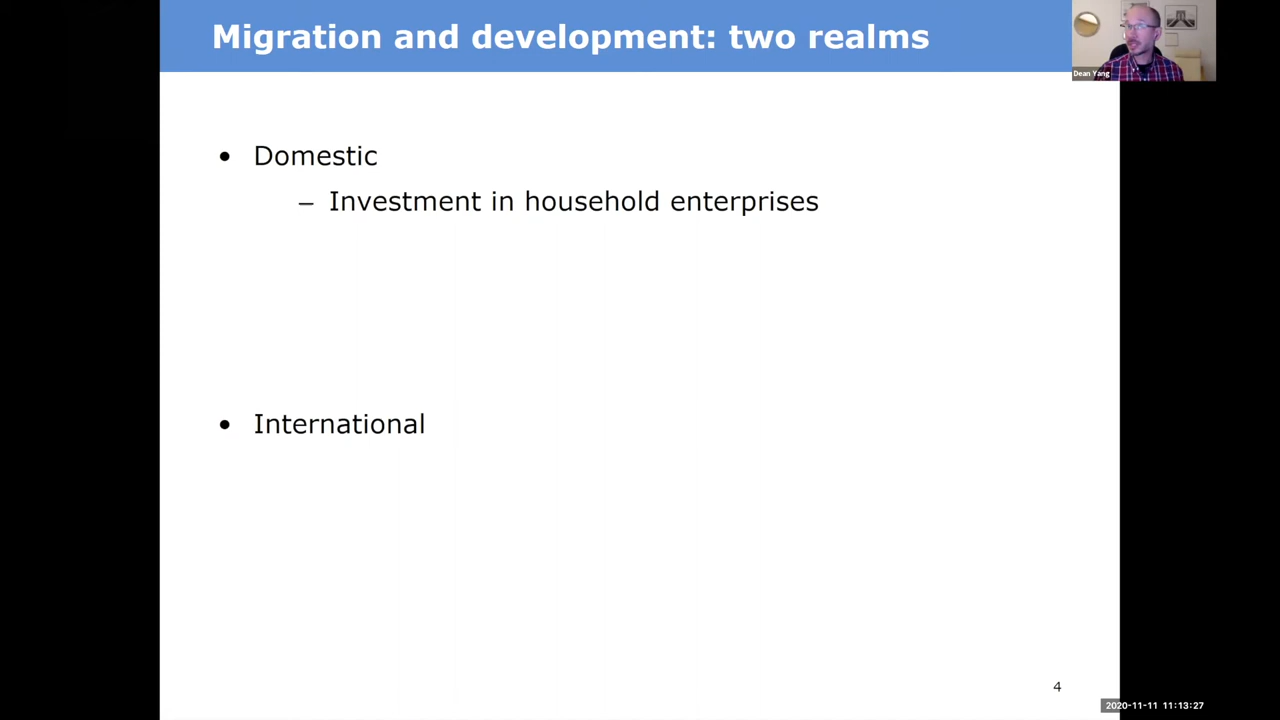 Migration and development: two realms
Dean Yang
• Domestic
– Investment in household enterprises
• International
4
2020-11-11 11:13:27